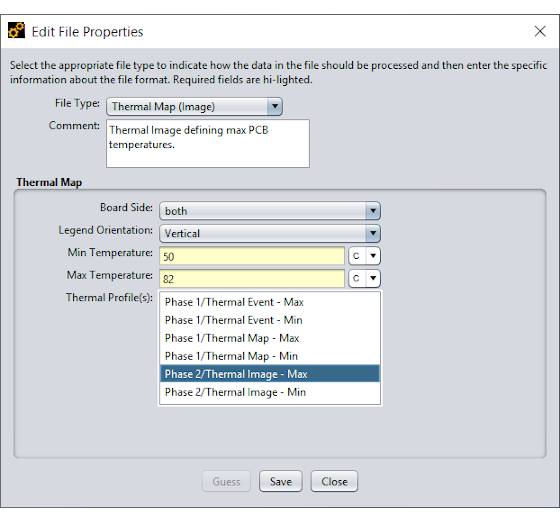 Edit File Properties
Select the appropriate file type to indicate how the data in the file should be processed and then enter the specific
information about the file format. Required fields are hi-lighted.
File Type: Thermal Map (Image)
Comment: Thermal Image defining max PCB
temperatures.
Thermal Map
Board Side: both
Legend Orientation: Vertical
Min Temperature: 50 C
Max Temperature: 82 C
Thermal Profile(s):
Phase 1/Thermal Event - Max
Phase 1/Thermal Event - Min
Phase 1/Thermal Map - Max
Phase 1/Thermal Map - Min
Phase 2/Thermal Image - Max
Phase 2/Thermal Image - Min
Guess Save Close